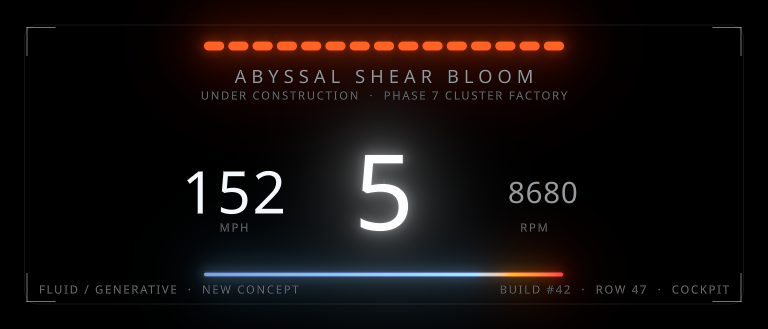 ABYSSAL SHEAR BLOOM
UNDER CONSTRUCTION · PHASE 7 CLUSTER FACTORY
152
MPH
5
8680
RPM
FLUID / GENERATIVE · NEW CONCEPT
BUILD #42 · ROW 47 · COCKPIT